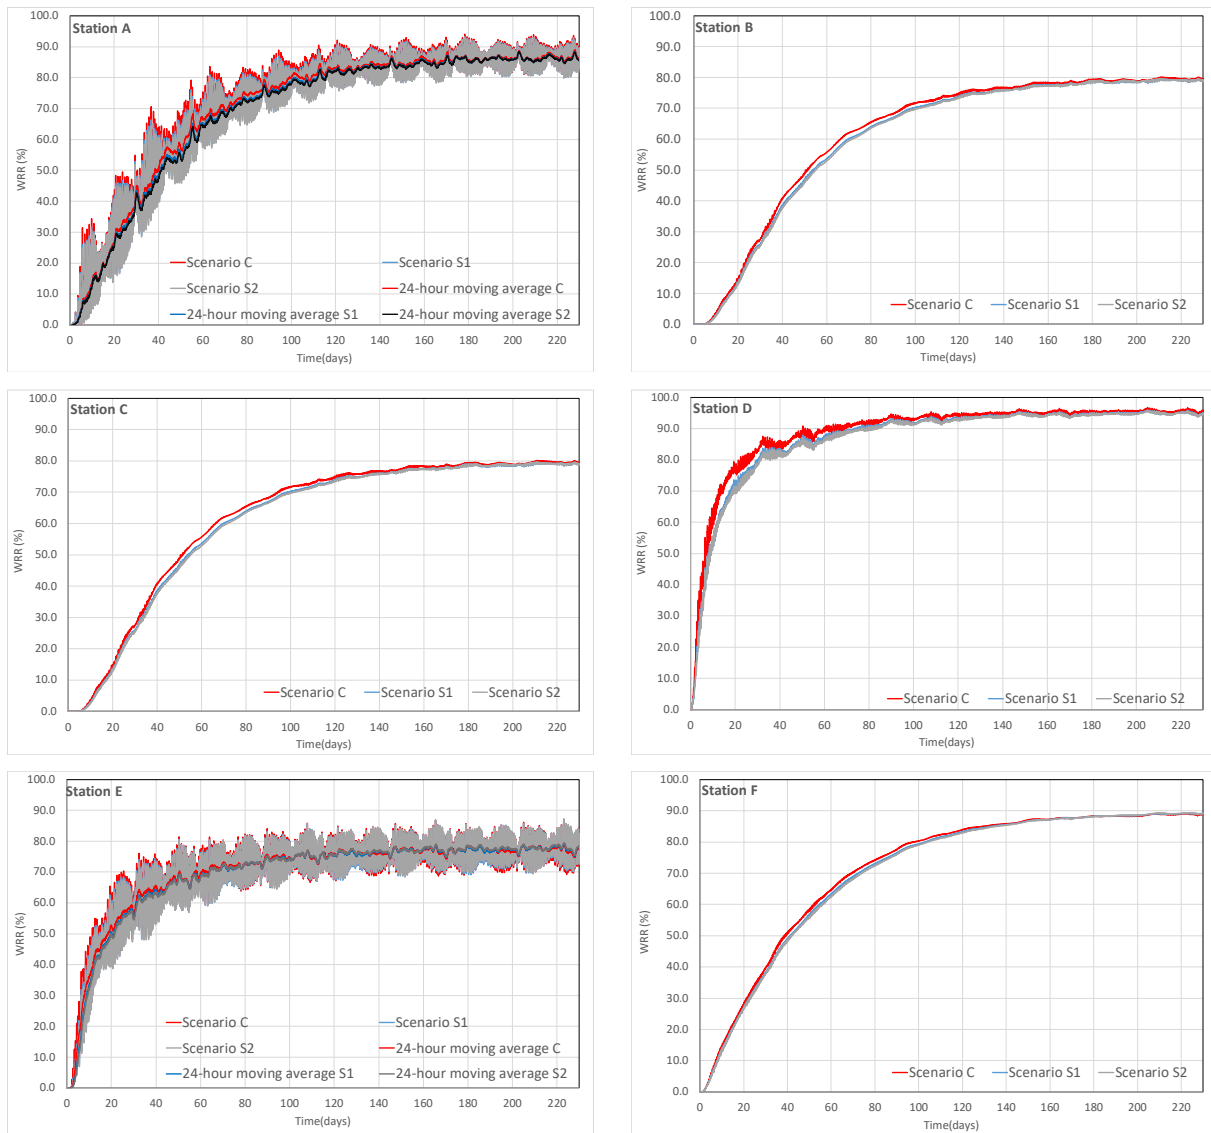 Station A
100.0
90.0
80.0
70.0
60.0
50.0
40.0
30.0
20.0
10.0
0.0
WRR (%)
Scenario C
Scenario S1
Scenario S2
24-hour moving average C
24-hour moving average S1
24-hour moving average S2
0 20 40 60 80 100 120 140 160 180 200 220
Time(days)
Station B
100.0
90.0
80.0
70.0
60.0
50.0
40.0
30.0
20.0
10.0
0.0
WRR (%)
Scenario C Scenario S1 Scenario S2
0 20 40 60 80 100 120 140 160 180 200 220
Time(days)
Station C
100.0
90.0
80.0
70.0
60.0
50.0
40.0
30.0
20.0
10.0
0.0
WRR (%)
Scenario C Scenario S1 Scenario S2
0 20 40 60 80 100 120 140 160 180 200 220
Time(days)
Station D
100.0
90.0
80.0
70.0
60.0
50.0
40.0
30.0
20.0
10.0
0.0
WRR (%)
Scenario C Scenario S1 Scenario S2
0 20 40 60 80 100 120 140 160 180 200 220
Time(days)
Station E
100.0
90.0
80.0
70.0
60.0
50.0
40.0
30.0
20.0
10.0
0.0
WRR (%)
Scenario C
Scenario S1
Scenario S2
24-hour moving average C
24-hour moving average S1
24-hour moving average S2
0 20 40 60 80 100 120 140 160 180 200 220
Time(days)
Station F
100.0
90.0
80.0
70.0
60.0
50.0
40.0
30.0
20.0
10.0
0.0
WRR (%)
Scenario C Scenario S1 Scenario S2
0 20 40 60 80 100 120 140 160 180 200 220
Time(days)